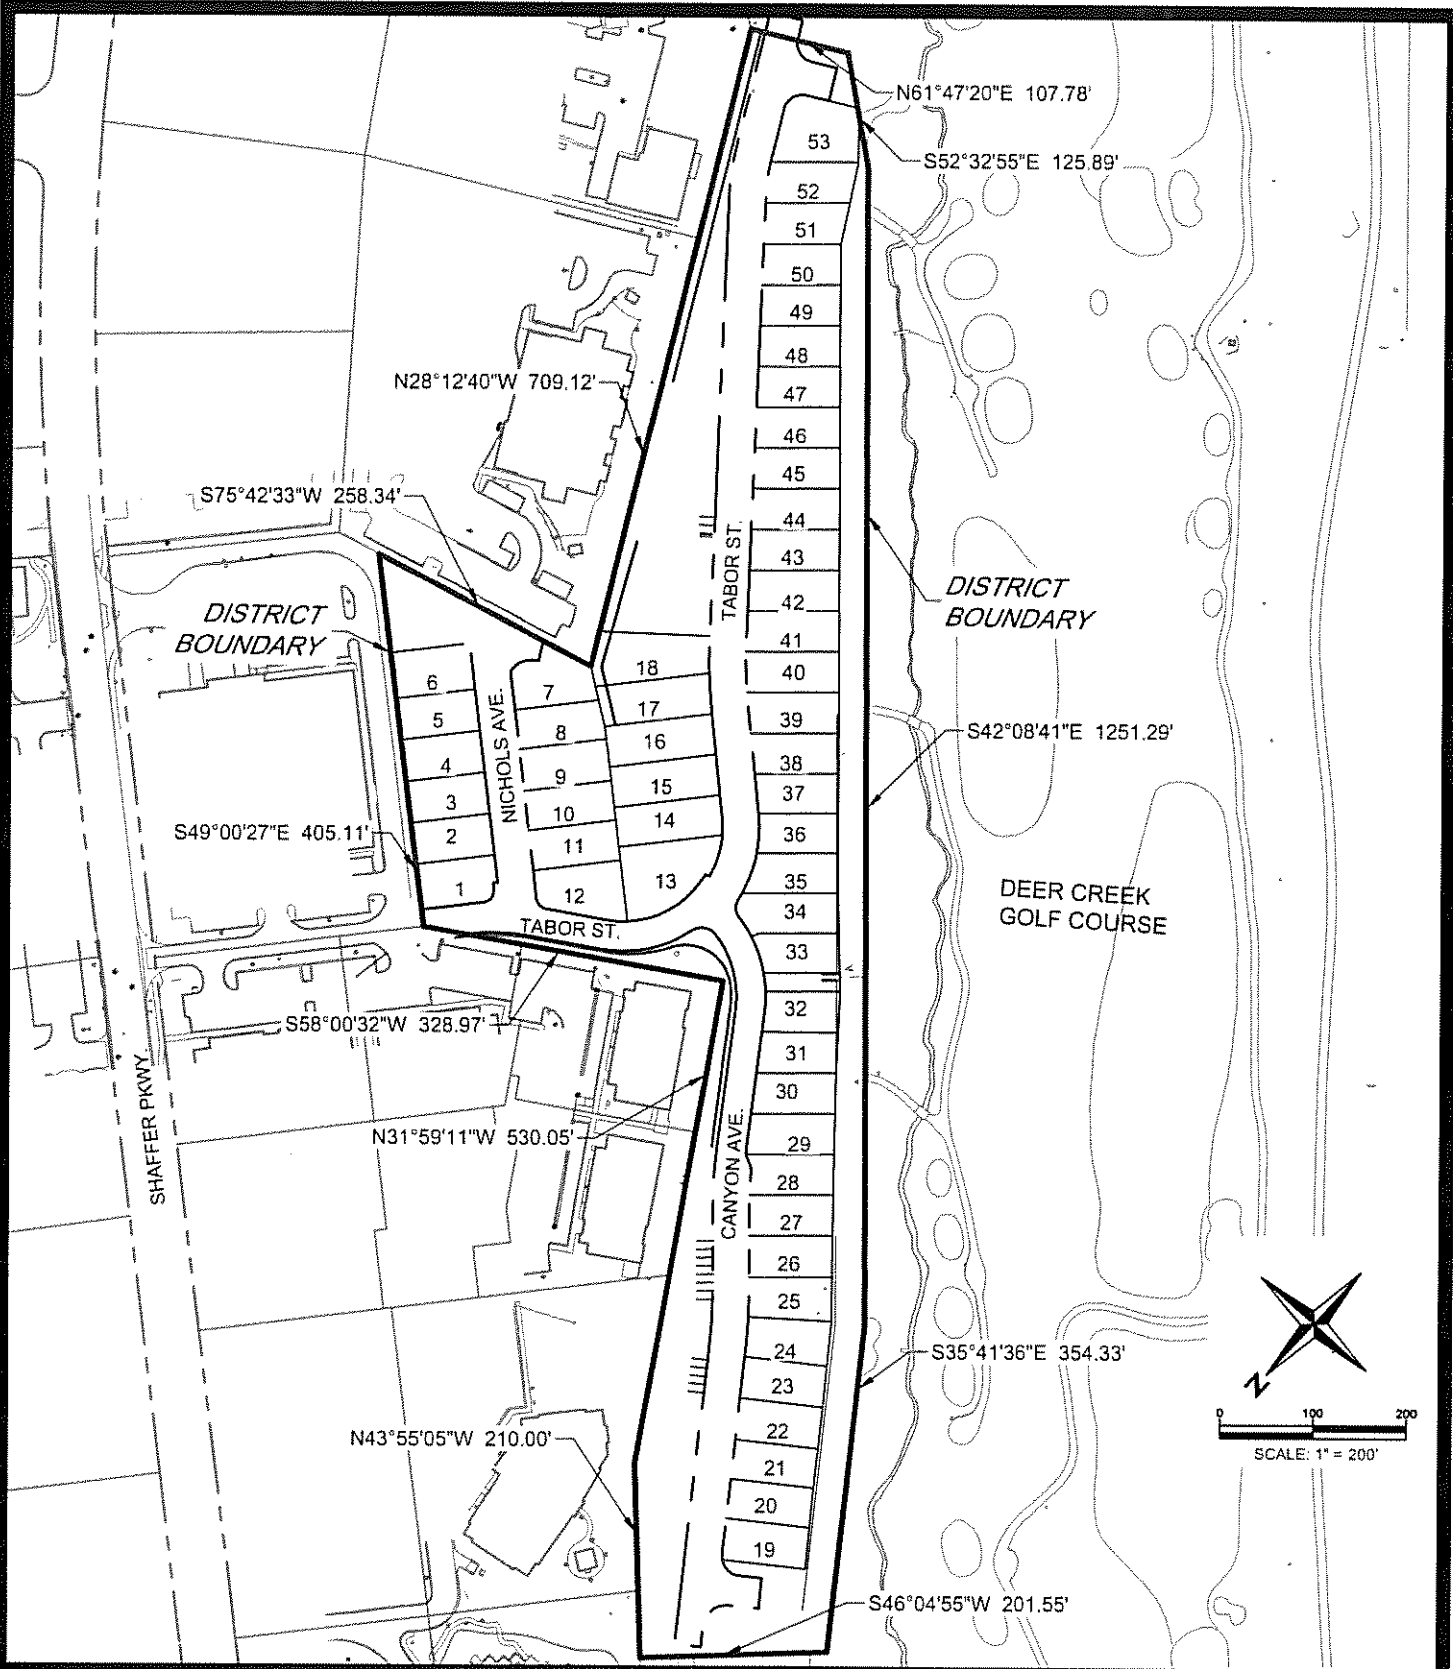 N61°47'20"E 107.78'
S52°32'55"E 125.89'
53
52
51
50
49
48
47
46
45
44
43
42
41
40
39
38
37
36
35
34
33
32
31
30
29
28
27
26
25
24
23
22
21
20
19
N28°12'40"W 709.12'
S75°42'33"W 258.34'
DISTRICT
BOUNDARY
TABOR ST.
DISTRICT
BOUNDARY
6
5
4
3
2
1
NICHOLS AVE.
7
8
9
10
11
12
18
17
16
15
14
13
S42°08'41"E 1251.29'
S49°00'27"E 405.11'
TABOR ST.
DEER CREEK
GOLF COURSE
S58°00'32"W 328.97'
SHAFFER PKWY.
N31°59'11"W 530.05'
CANYON AVE.
S35°41'36"E 354.33'
N43°55'05"W 210.00'
S46°04'55"W 201.55'
N
0 100 200
SCALE: 1" = 200'